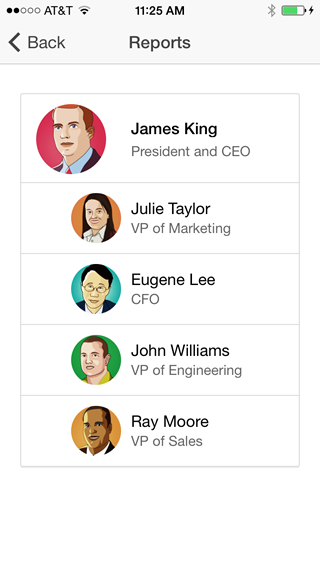 AT&T 11:25 AM
Back Reports
James King
President and CEO
Julie Taylor
VP of Marketing
Eugene Lee
CFO
John Williams
VP of Engineering
Ray Moore
VP of Sales